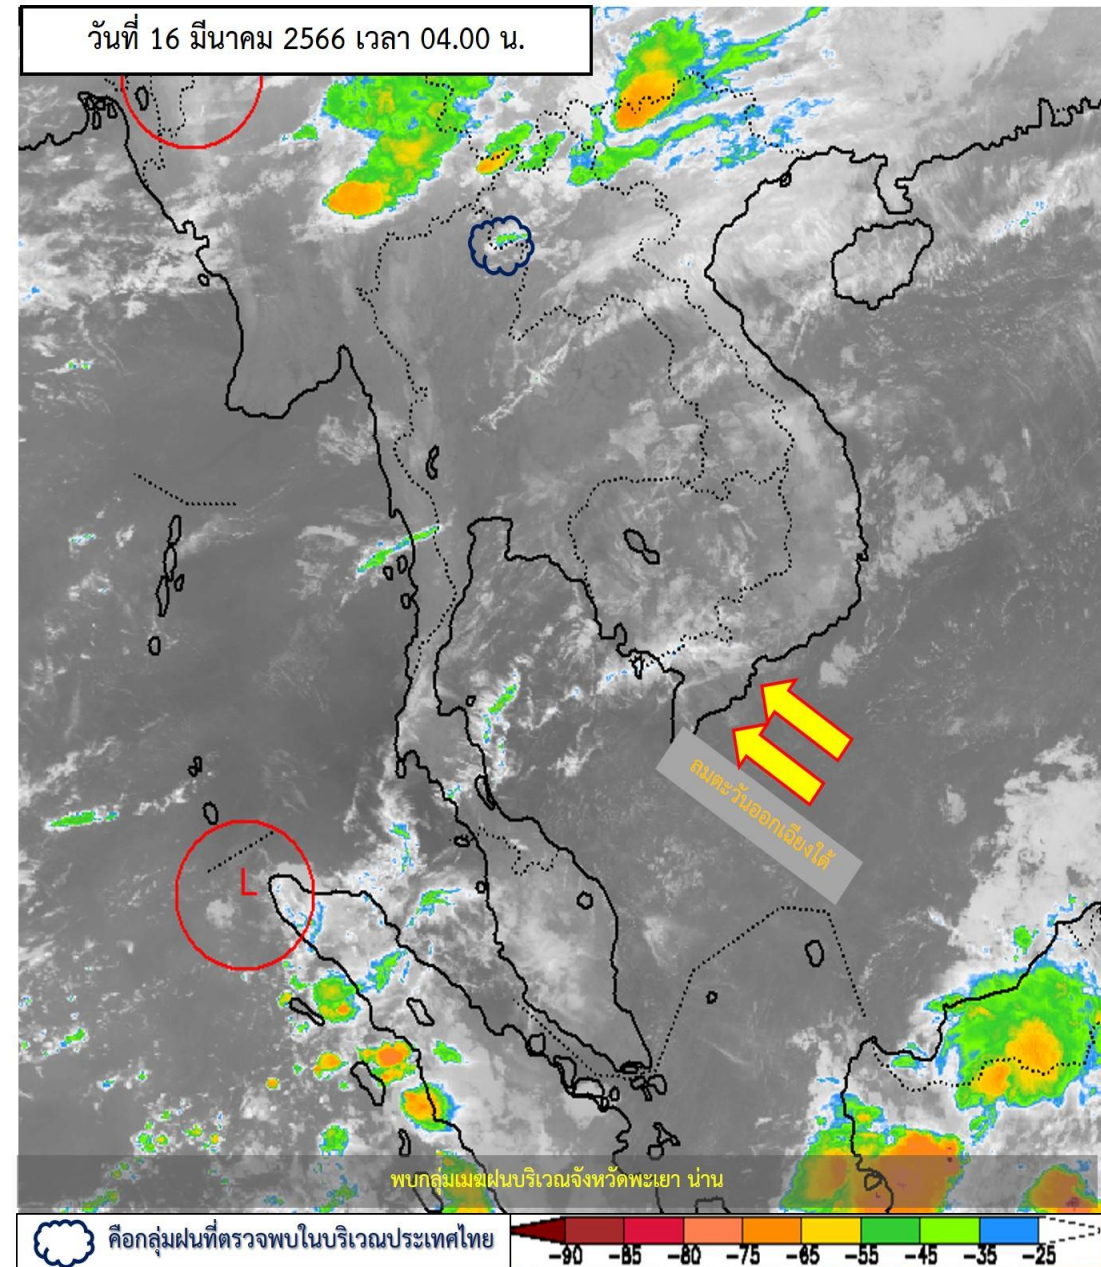 วันที่ 16 มีนาคม 2566 เวลา 04.00 น.
ลมตะวันออกเฉียงใต้
L
พบกลุ่มเมฆฝนบริเวณจังหวัดพะเยา น่าน
คือกลุ่มฝนที่ตรวจพบในบริเวณประเทศไทย
-90 -85 -80 -75 -65 -55 -45 -35 -25